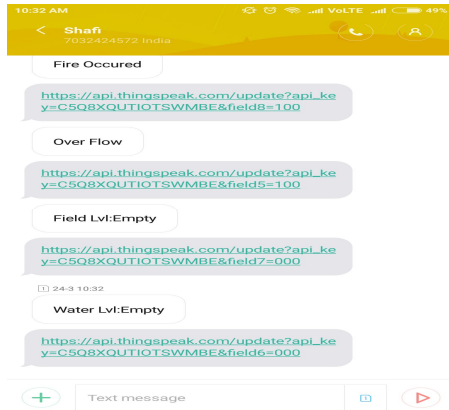 10:32 AM VoLTE 49%
Shafi
7032424572 India
Fire Occured
https://api.thingspeak.com/update?api_ke
y=C5Q8XQUTIOTSWMBE&field8=100
Over Flow
https://api.thingspeak.com/update?api_ke
y=C5Q8XQUTIOTSWMBE&field5=100
Field Lvl:Empty
https://api.thingspeak.com/update?api_ke
y=C5Q8XQUTIOTSWMBE&field7=000
1 24-3 10:32
Water Lvl:Empty
https://api.thingspeak.com/update?api_ke
y=C5Q8XQUTIOTSWMBE&field6=000
Text message 1